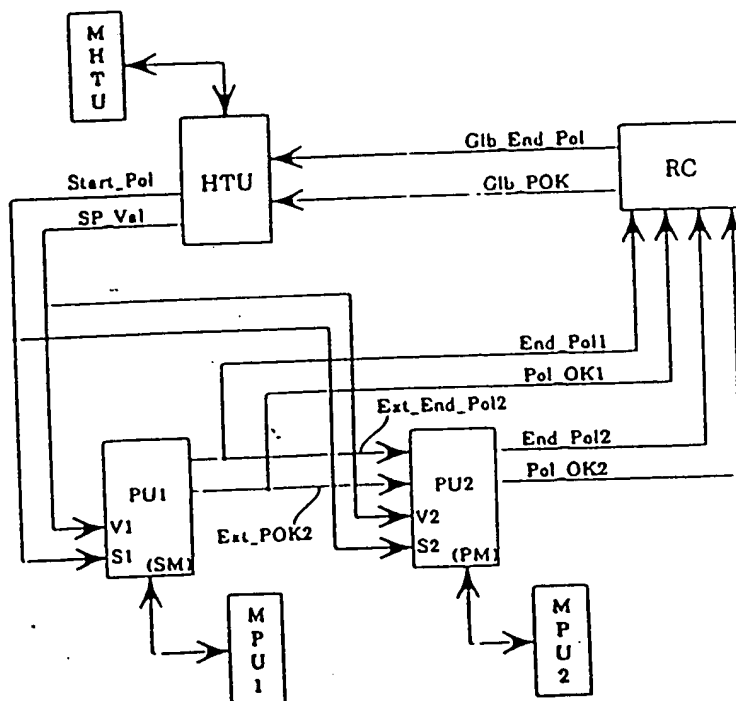 M
H
T
U
HTU
Glb_End_Pol
Glb_POK
RC
Start_Pol
SP_Val
End_Pol1
Pol_OK1
Ext_End_Pol2
End_Pol2
Pol_OK2
PU1
PU2
Ext_POK2
V1
S1
(SM)
V2
S2
(PM)
M
P
U
1
M
P
U
2